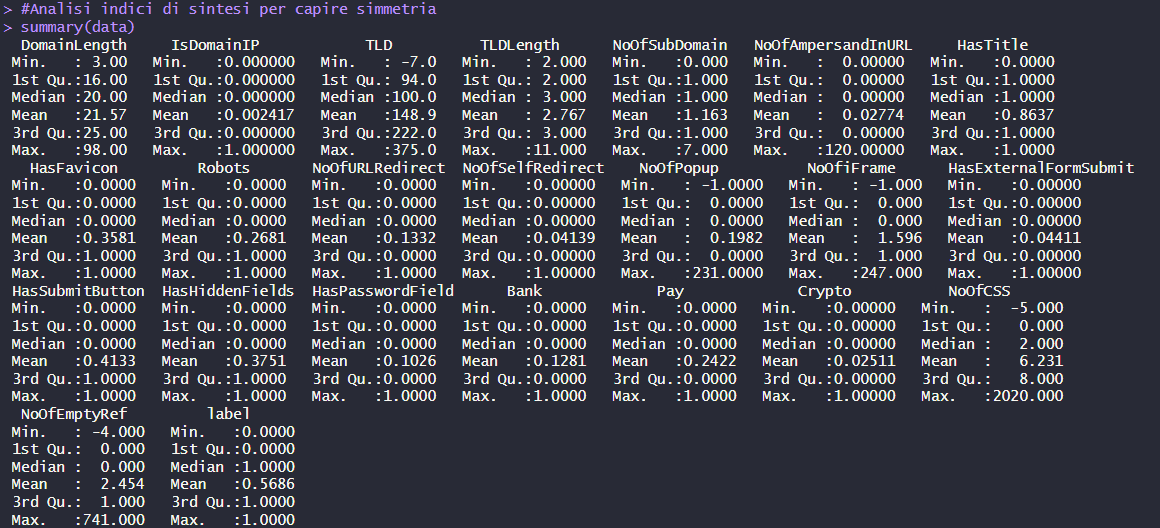 > #Analisi indici di sintesi per capire simmetria
> summary(data)
DomainLength IsDomainIP TLD TLDLength NoOfSubDomain NoOfAmpersandInURL HasTitle
Min. : 3.00 Min. :0.000000 Min. : -7.0 Min. : 2.000 Min. :0.000 Min. : 0.00000 Min. :0.0000
1st Qu.:16.00 1st Qu.:0.000000 1st Qu.: 94.0 1st Qu.: 2.000 1st Qu.:1.000 1st Qu.: 0.00000 1st Qu.:1.0000
Median :20.00 Median :0.000000 Median :100.0 Median : 3.000 Median :1.000 Median : 0.00000 Median :1.0000
Mean :21.57 Mean :0.002417 Mean :148.9 Mean : 2.767 Mean :1.163 Mean : 0.02774 Mean :0.8637
3rd Qu.:25.00 3rd Qu.:0.000000 3rd Qu.:222.0 3rd Qu.: 3.000 3rd Qu.:1.000 3rd Qu.: 0.00000 3rd Qu.:1.0000
Max. :98.00 Max. :1.000000 Max. :375.0 Max. :11.000 Max. :7.000 Max. :120.00000 Max. :1.0000
HasFavicon Robots NoOfURLRedirect NoOfSelfRedirect NoOfPopup NoOfiFrame HasExternalFormSubmit
Min. :0.0000 Min. :0.0000 Min. :0.0000 Min. :0.00000 Min. : -1.0000 Min. : -1.000 Min. :0.00000
1st Qu.:0.0000 1st Qu.:0.0000 1st Qu.:0.0000 1st Qu.:0.00000 1st Qu.: 0.0000 1st Qu.: 0.000 1st Qu.:0.00000
Median :0.0000 Median :0.0000 Median :0.0000 Median :0.00000 Median : 0.0000 Median : 0.000 Median :0.00000
Mean :0.3581 Mean :0.2681 Mean :0.1332 Mean :0.04139 Mean : 0.1982 Mean : 1.596 Mean :0.04411
3rd Qu.:1.0000 3rd Qu.:1.0000 3rd Qu.:0.0000 3rd Qu.:0.00000 3rd Qu.: 0.0000 3rd Qu.: 1.000 3rd Qu.:0.00000
Max. :1.0000 Max. :1.0000 Max. :1.0000 Max. :1.00000 Max. :231.0000 Max. :247.000 Max. :1.00000
HasSubmitButton HasHiddenFields HasPasswordField Bank Pay Crypto NoOfCSS
Min. :0.0000 Min. :0.0000 Min. :0.0000 Min. :0.0000 Min. :0.0000 Min. :0.00000 Min. : -5.000
1st Qu.:0.0000 1st Qu.:0.0000 1st Qu.:0.0000 1st Qu.:0.0000 1st Qu.:0.0000 1st Qu.:0.00000 1st Qu.: 0.000
Median :0.0000 Median :0.0000 Median :0.0000 Median :0.0000 Median :0.0000 Median :0.00000 Median : 2.000
Mean :0.4133 Mean :0.3751 Mean :0.1026 Mean :0.1281 Mean :0.2422 Mean :0.02511 Mean : 6.231
3rd Qu.:1.0000 3rd Qu.:1.0000 3rd Qu.:0.0000 3rd Qu.:0.0000 3rd Qu.:0.0000 3rd Qu.:0.00000 3rd Qu.: 8.000
Max. :1.0000 Max. :1.0000 Max. :1.0000 Max. :1.0000 Max. :1.0000 Max. :1.00000 Max. :2020.000
NoOfEmptyRef label
Min. : -4.000 Min. :0.0000
1st Qu.: 0.000 1st Qu.:0.0000
Median : 0.000 Median :1.0000
Mean : 2.454 Mean :0.5686
3rd Qu.: 1.000 3rd Qu.:1.0000
Max. :741.000 Max. :1.0000